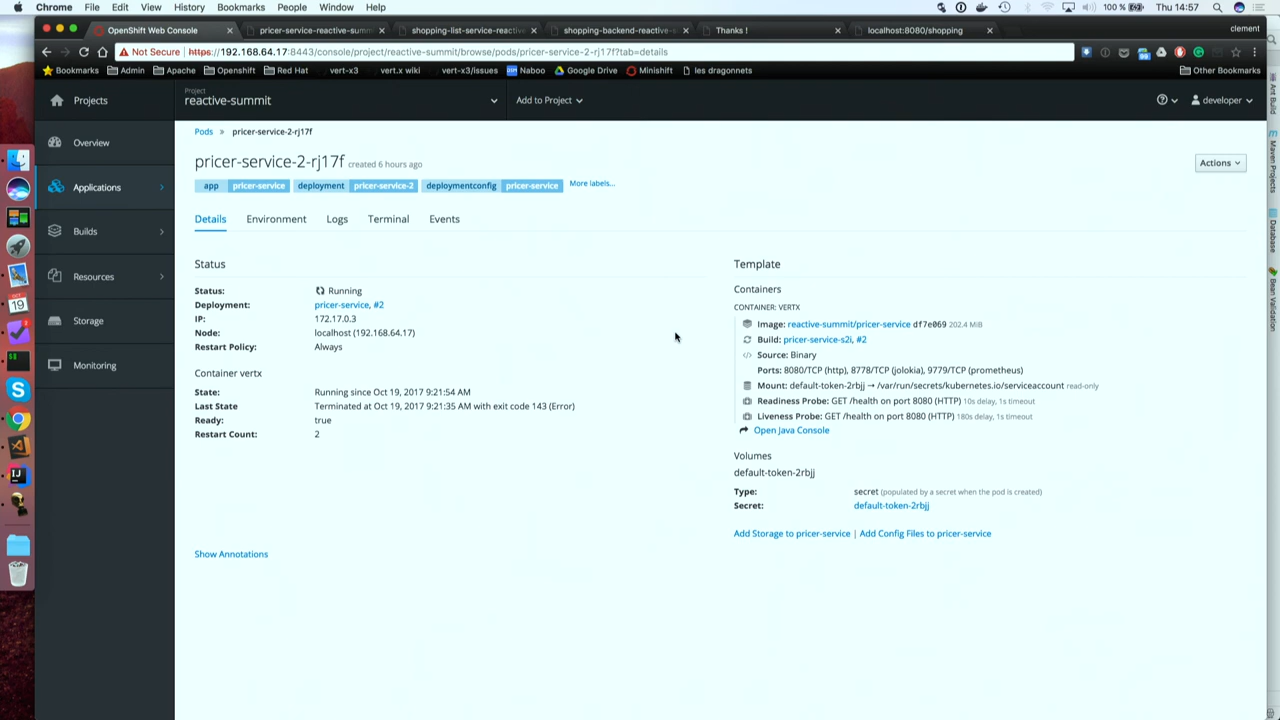 Chrome File Edit View History Bookmarks People Window Help
100 % Thu 14:57
OpenShift Web Console
pricer-service-reactive-summ
shopping-list-service-reactive
shopping-backend-reactive-s
Thanks !
localhost:8080/shopping
clement
Not Secure https://192.168.64.17:8443/console/project/reactive-summit/browse/pods/pricer-service-2-rj17f?tab=details
Bookmarks Admin Apache Openshift Red Hat vert-x3 vert.x wiki vert-x3/issues Naboo Google Drive Minishift les dragonnets Other Bookmarks
Projects
Project
reactive-summit
Add to Project
developer
Overview
Applications
Builds
Resources
Storage
Monitoring
Pods » pricer-service-2-rj17f
pricer-service-2-rj17f created 6 hours ago
Actions
app pricer-service deployment pricer-service-2 deploymentconfig pricer-service More labels...
Details Environment Logs Terminal Events
Status
Status: Running
Deployment: pricer-service, #2
IP: 172.17.0.3
Node: localhost (192.168.64.17)
Restart Policy: Always
Container vertx
State: Running since Oct 19, 2017 9:21:54 AM
Last State Terminated at Oct 19, 2017 9:21:35 AM with exit code 143 (Error)
Ready: true
Restart Count: 2
Show Annotations
Template
Containers
CONTAINER: VERTX
Image: reactive-summit/pricer-service df7e069 202.4 MiB
Build: pricer-service-s2i, #2
Source: Binary
Ports: 8080/TCP (http), 8778/TCP (jolokia), 9779/TCP (prometheus)
Mount: default-token-2rbjj → /var/run/secrets/kubernetes.io/serviceaccount read-only
Readiness Probe: GET /health on port 8080 (HTTP) 10s delay, 1s timeout
Liveness Probe: GET /health on port 8080 (HTTP) 180s delay, 1s timeout
Open Java Console
Volumes
default-token-2rbjj
Type: secret (populated by a secret when the pod is created)
Secret: default-token-2rbjj
Add Storage to pricer-service | Add Config Files to pricer-service
Ant Build
Maven Projects
Database
Bean Validation
19